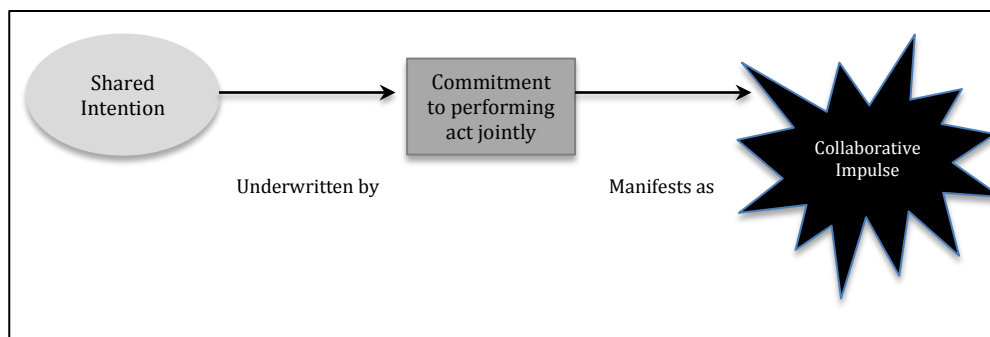 Shared
Intention
Commitment
to performing
act jointly
Collaborative
Impulse
Underwritten by
Manifests as